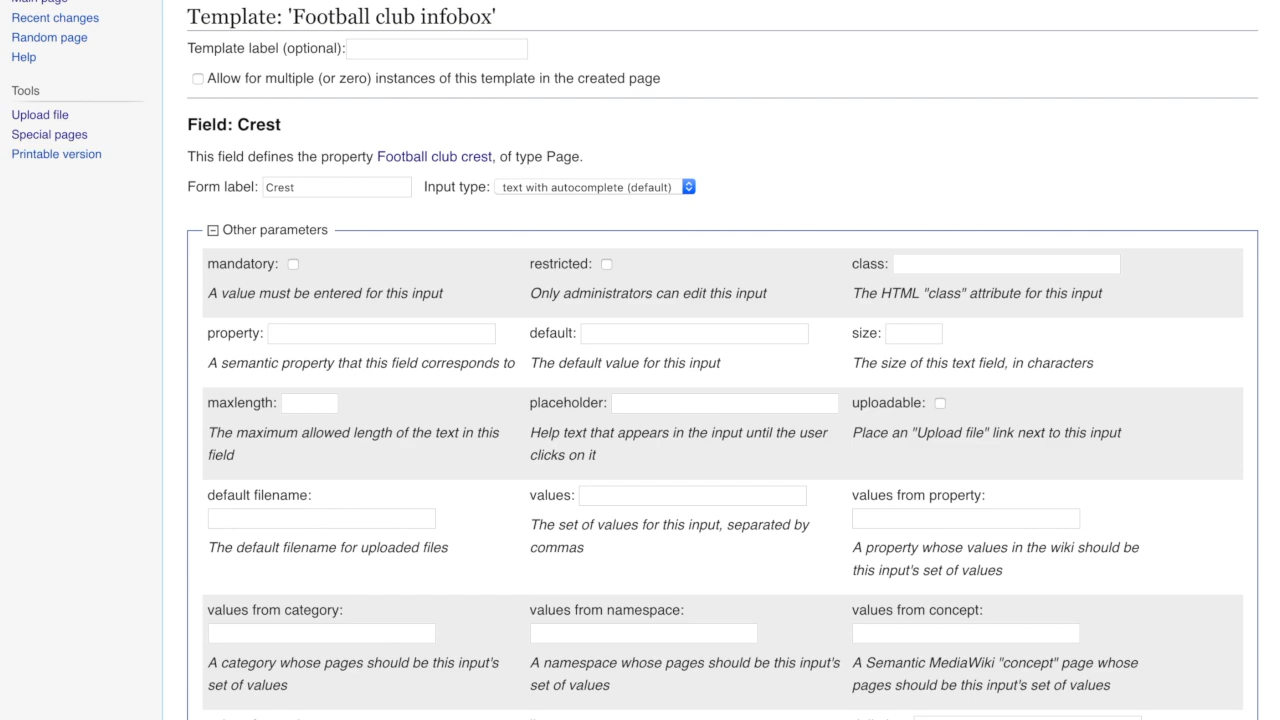 Main page
Recent changes
Random page
Help
Tools
Upload file
Special pages
Printable version
Template: 'Football club infobox'
Template label (optional):
Allow for multiple (or zero) instances of this template in the created page
Field: Crest
This field defines the property Football club crest, of type Page.
Form label: Crest Input type: text with autocomplete (default)
Other parameters
mandatory: restricted: class:
A value must be entered for this input Only administrators can edit this input The HTML "class" attribute for this input
property: default: size:
A semantic property that this field corresponds to The default value for this input The size of this text field, in characters
maxlength: placeholder: uploadable:
The maximum allowed length of the text in this Help text that appears in the input until the user Place an "Upload file" link next to this input
field clicks on it
default filename: values: values from property:
The set of values for this input, separated by
The default filename for uploaded files commas A property whose values in the wiki should be
this input's set of values
values from category: values from namespace: values from concept:
A category whose pages should be this input's A namespace whose pages should be this input's A Semantic MediaWiki "concept" page whose
set of values set of values pages should be this input's set of values